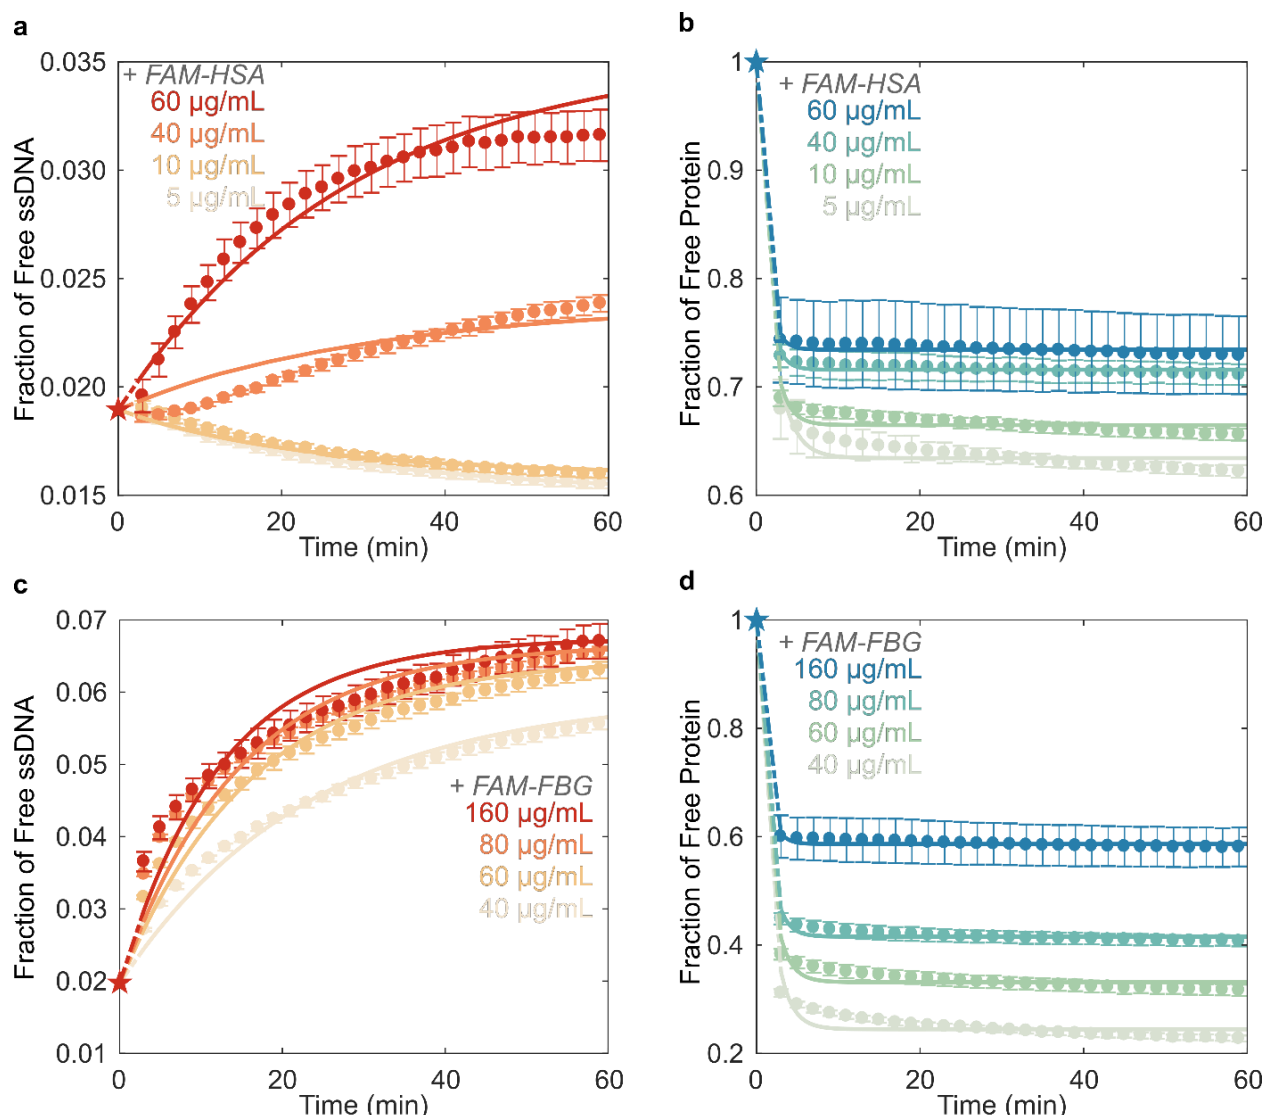 a
+ FAM-HSA
60 µg/mL
40 µg/mL
10 µg/mL
5 µg/mL
0.035
0.030
0.025
0.020
0.015
Fraction of Free ssDNA
0 20 40 60
Time (min)
b
+ FAM-HSA
60 µg/mL
40 µg/mL
10 µg/mL
5 µg/mL
1
0.9
0.8
0.7
0.6
Fraction of Free Protein
0 20 40 60
Time (min)
c
+ FAM-FBG
160 µg/mL
80 µg/mL
60 µg/mL
40 µg/mL
0.07
0.06
0.05
0.04
0.03
0.02
0.01
Fraction of Free ssDNA
0 20 40 60
Time (min)
d
+ FAM-FBG
160 µg/mL
80 µg/mL
60 µg/mL
40 µg/mL
1
0.8
0.6
0.4
0.2
Fraction of Free Protein
0 20 40 60
Time (min)